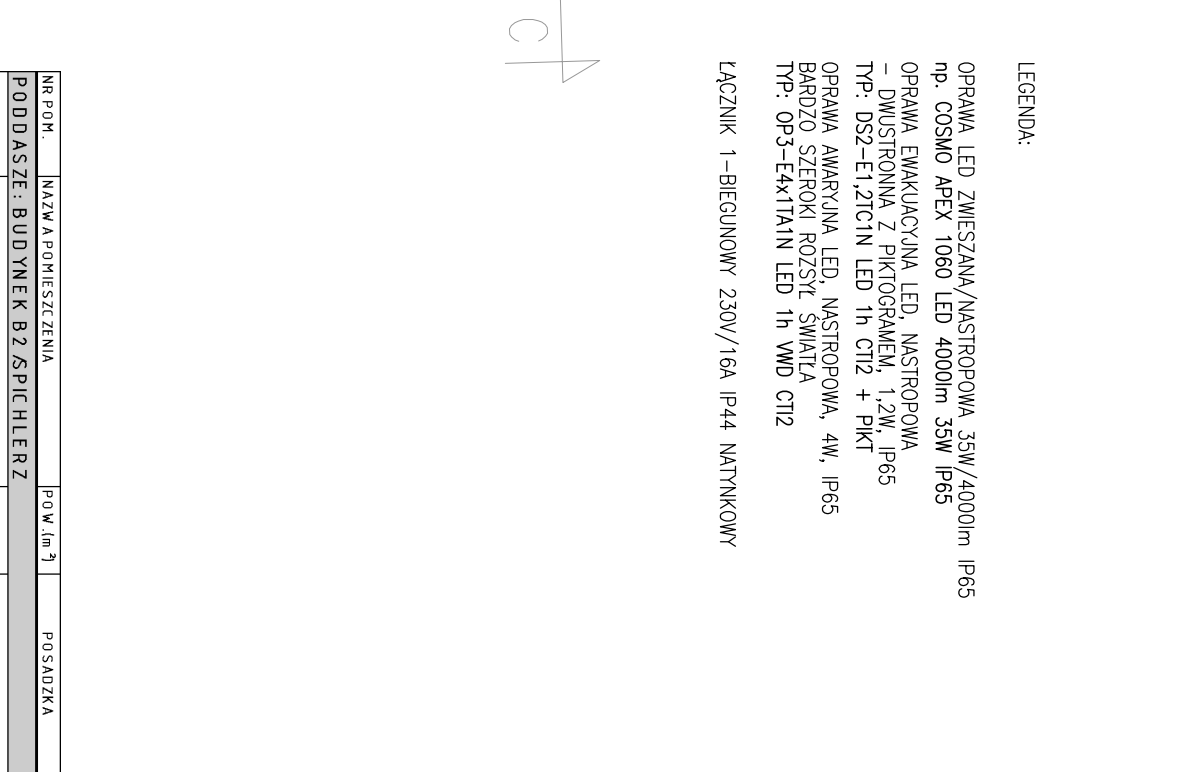 LEGENDA:
OPRAWA LED ZWIESZANA/NASTROPOWA 35W/4000lm IP65
np. COSMO APEX 1060 LED 4000lm 35W IP65
OPRAWA EWAKUACYJNA LED, NASTROPOWA
– DWUSTRONNA Z PIKTOGRAMEM, 1,2W, IP65
TYP: DS2–E1,2TC1N LED 1h CTI2 + PIKT
OPRAWA AWARYJNA LED, NASTROPOWA, 4W, IP65
BARDZO SZEROKI ROZSYŁ ŚWIATŁA
TYP: OP3–E4x1TA1N LED 1h VWD CTI2
ŁĄCZNIK 1–BIEGUNOWY 230V/16A IP44 NATYNKOWY
C
NR POM. NAZWA POMIESZCZENIA POW.(m²) POSADZKA
PODDASZE: BUDYNEK B2 /SPICHLERZ